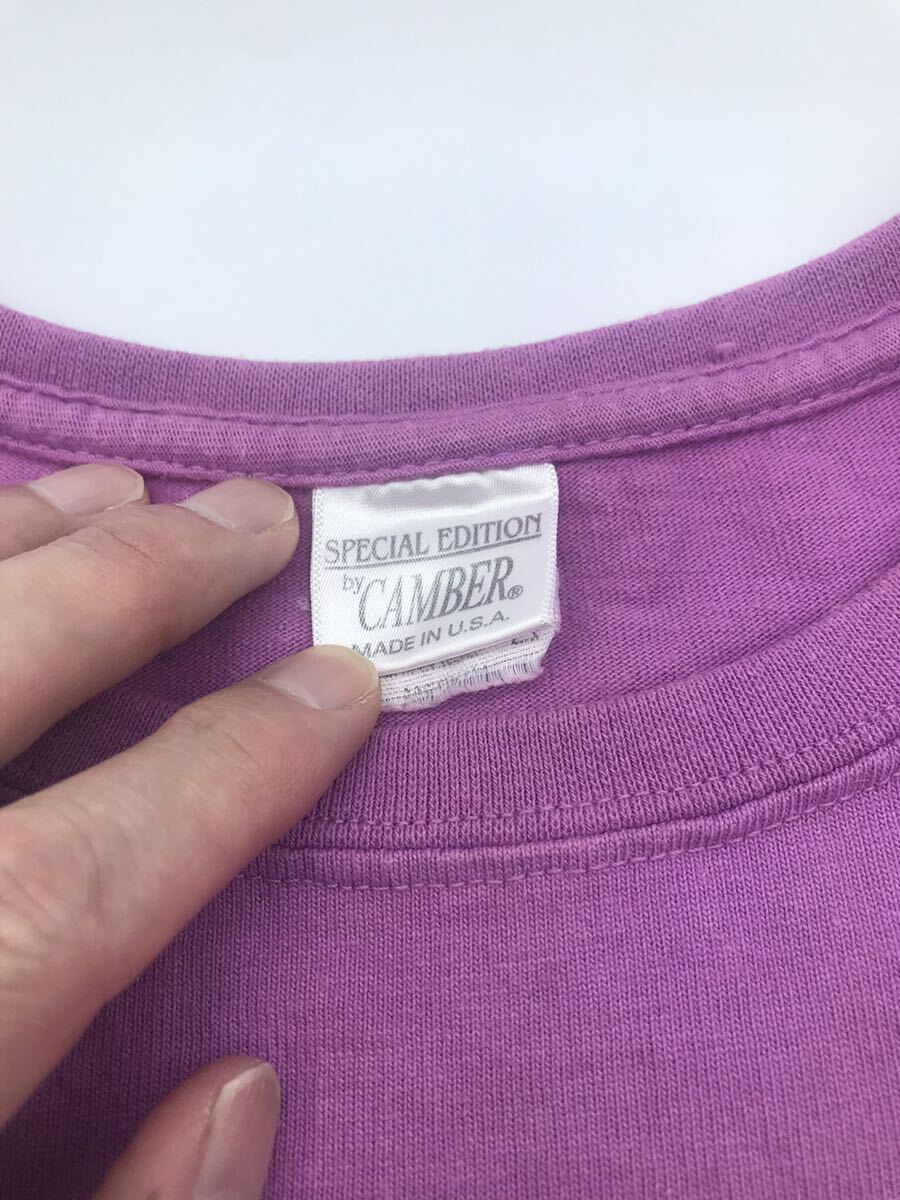 SPECIAL EDITION
by CAMBER®
MADE IN U.S.A.